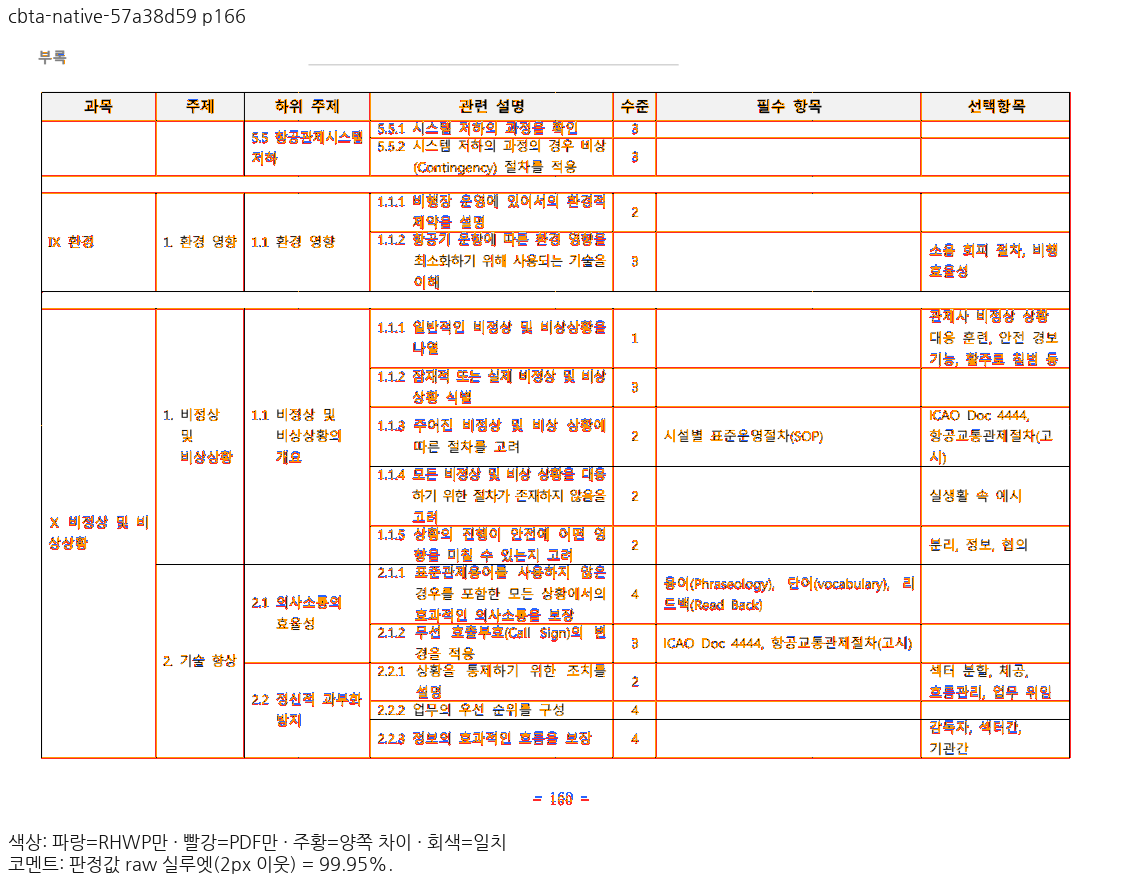 cbta-native-57a38d59 p166
부록
과목 주제 하위 주제 관련 설명 수준 필수 항목 선택항목
5.5 항공관제시스템
저하
5.5.1 시스템 저하의 과정을 확인 3
5.5.2 시스템 저하의 과정의 경우 비상
(Contingency) 절차를 적용 3
IX 환경
1. 환경 영향
1.1 환경 영향
1.1.1 비행장 운영에 있어서의 환경적
제약을 설명 2
1.1.2 항공기 운항에 따른 환경 영향을
최소화하기 위해 사용되는 기술을
이해 3
소음 회피 절차, 비행
효율성
X 비정상 및 비
상상황
1. 비정상
및
비상상황
1.1 비정상 및
비상상황의
개요
1.1.1 일반적인 비정상 및 비상상황을
나열 1
관제사 비정상 상황
대응 훈련, 안전 경보
기능, 활주로 침범 등
1.1.2 잠재적 또는 실제 비정상 및 비상
상황 식별 3
1.1.3 주어진 비정상 및 비상 상황에
따른 절차를 고려 2
시설별 표준운영절차(SOP)
ICAO Doc 4444,
항공교통관제절차(고
시)
1.1.4 모든 비정상 및 비상 상황을 대응
하기 위한 절차가 존재하지 않음을
고려 2
실생활 속 예시
1.1.5 상황의 진행이 안전에 어떤 영
향을 미칠 수 있는지 고려 2
분리, 정보, 협의
2. 기술 향상
2.1 의사소통의
효율성
2.1.1 표준관제용어를 사용하지 않은
경우를 포함한 모든 상황에서의
효과적인 의사소통을 보장 4
용어(Phraseology), 단어(vocabulary), 리
드백(Read Back)
2.1.2 무선 호출부호(Call Sign)의 변
경을 적용 3
ICAO Doc 4444, 항공교통관제절차(고시)
2.2 정신적 과부하
방지
2.2.1 상황을 통제하기 위한 조치를
설명 2
섹터 분할, 체공,
흐름관리, 업무 위임
2.2.2 업무의 우선 순위를 구성 4
2.2.3 정보의 효과적인 흐름을 보장 4
감독자, 섹터간,
기관간
색상: 파랑=RHWP만 · 빨강=PDF만 · 주황=양쪽 차이 · 회색=일치
코멘트: 판정값 raw 실루엣(2px 이웃) = 99.95%.